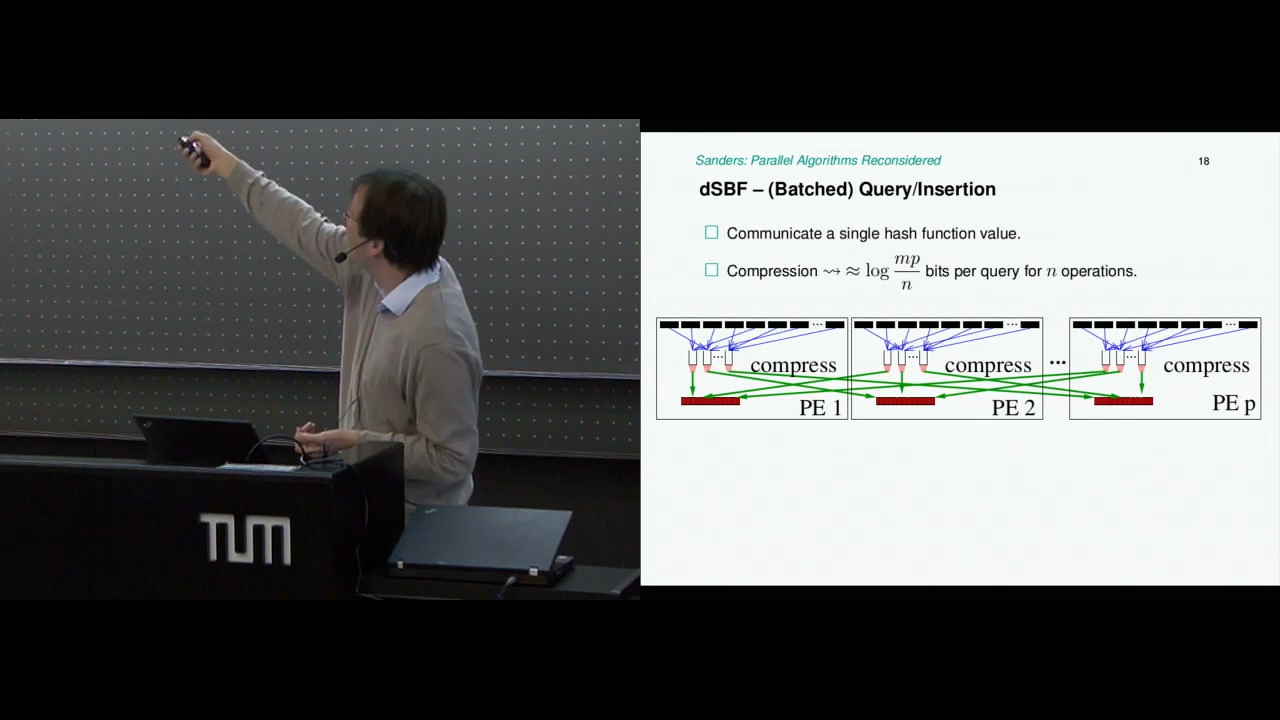 Sanders: Parallel Algorithms Reconsidered 18
dSBF – (Batched) Query/Insertion
Communicate a single hash function value.
Compression ⇝ ≈ log mp/n bits per query for n operations.
··· ··· ···
··· compress ··· compress ··· ··· compress
PE 1 PE 2 PE p
TUM